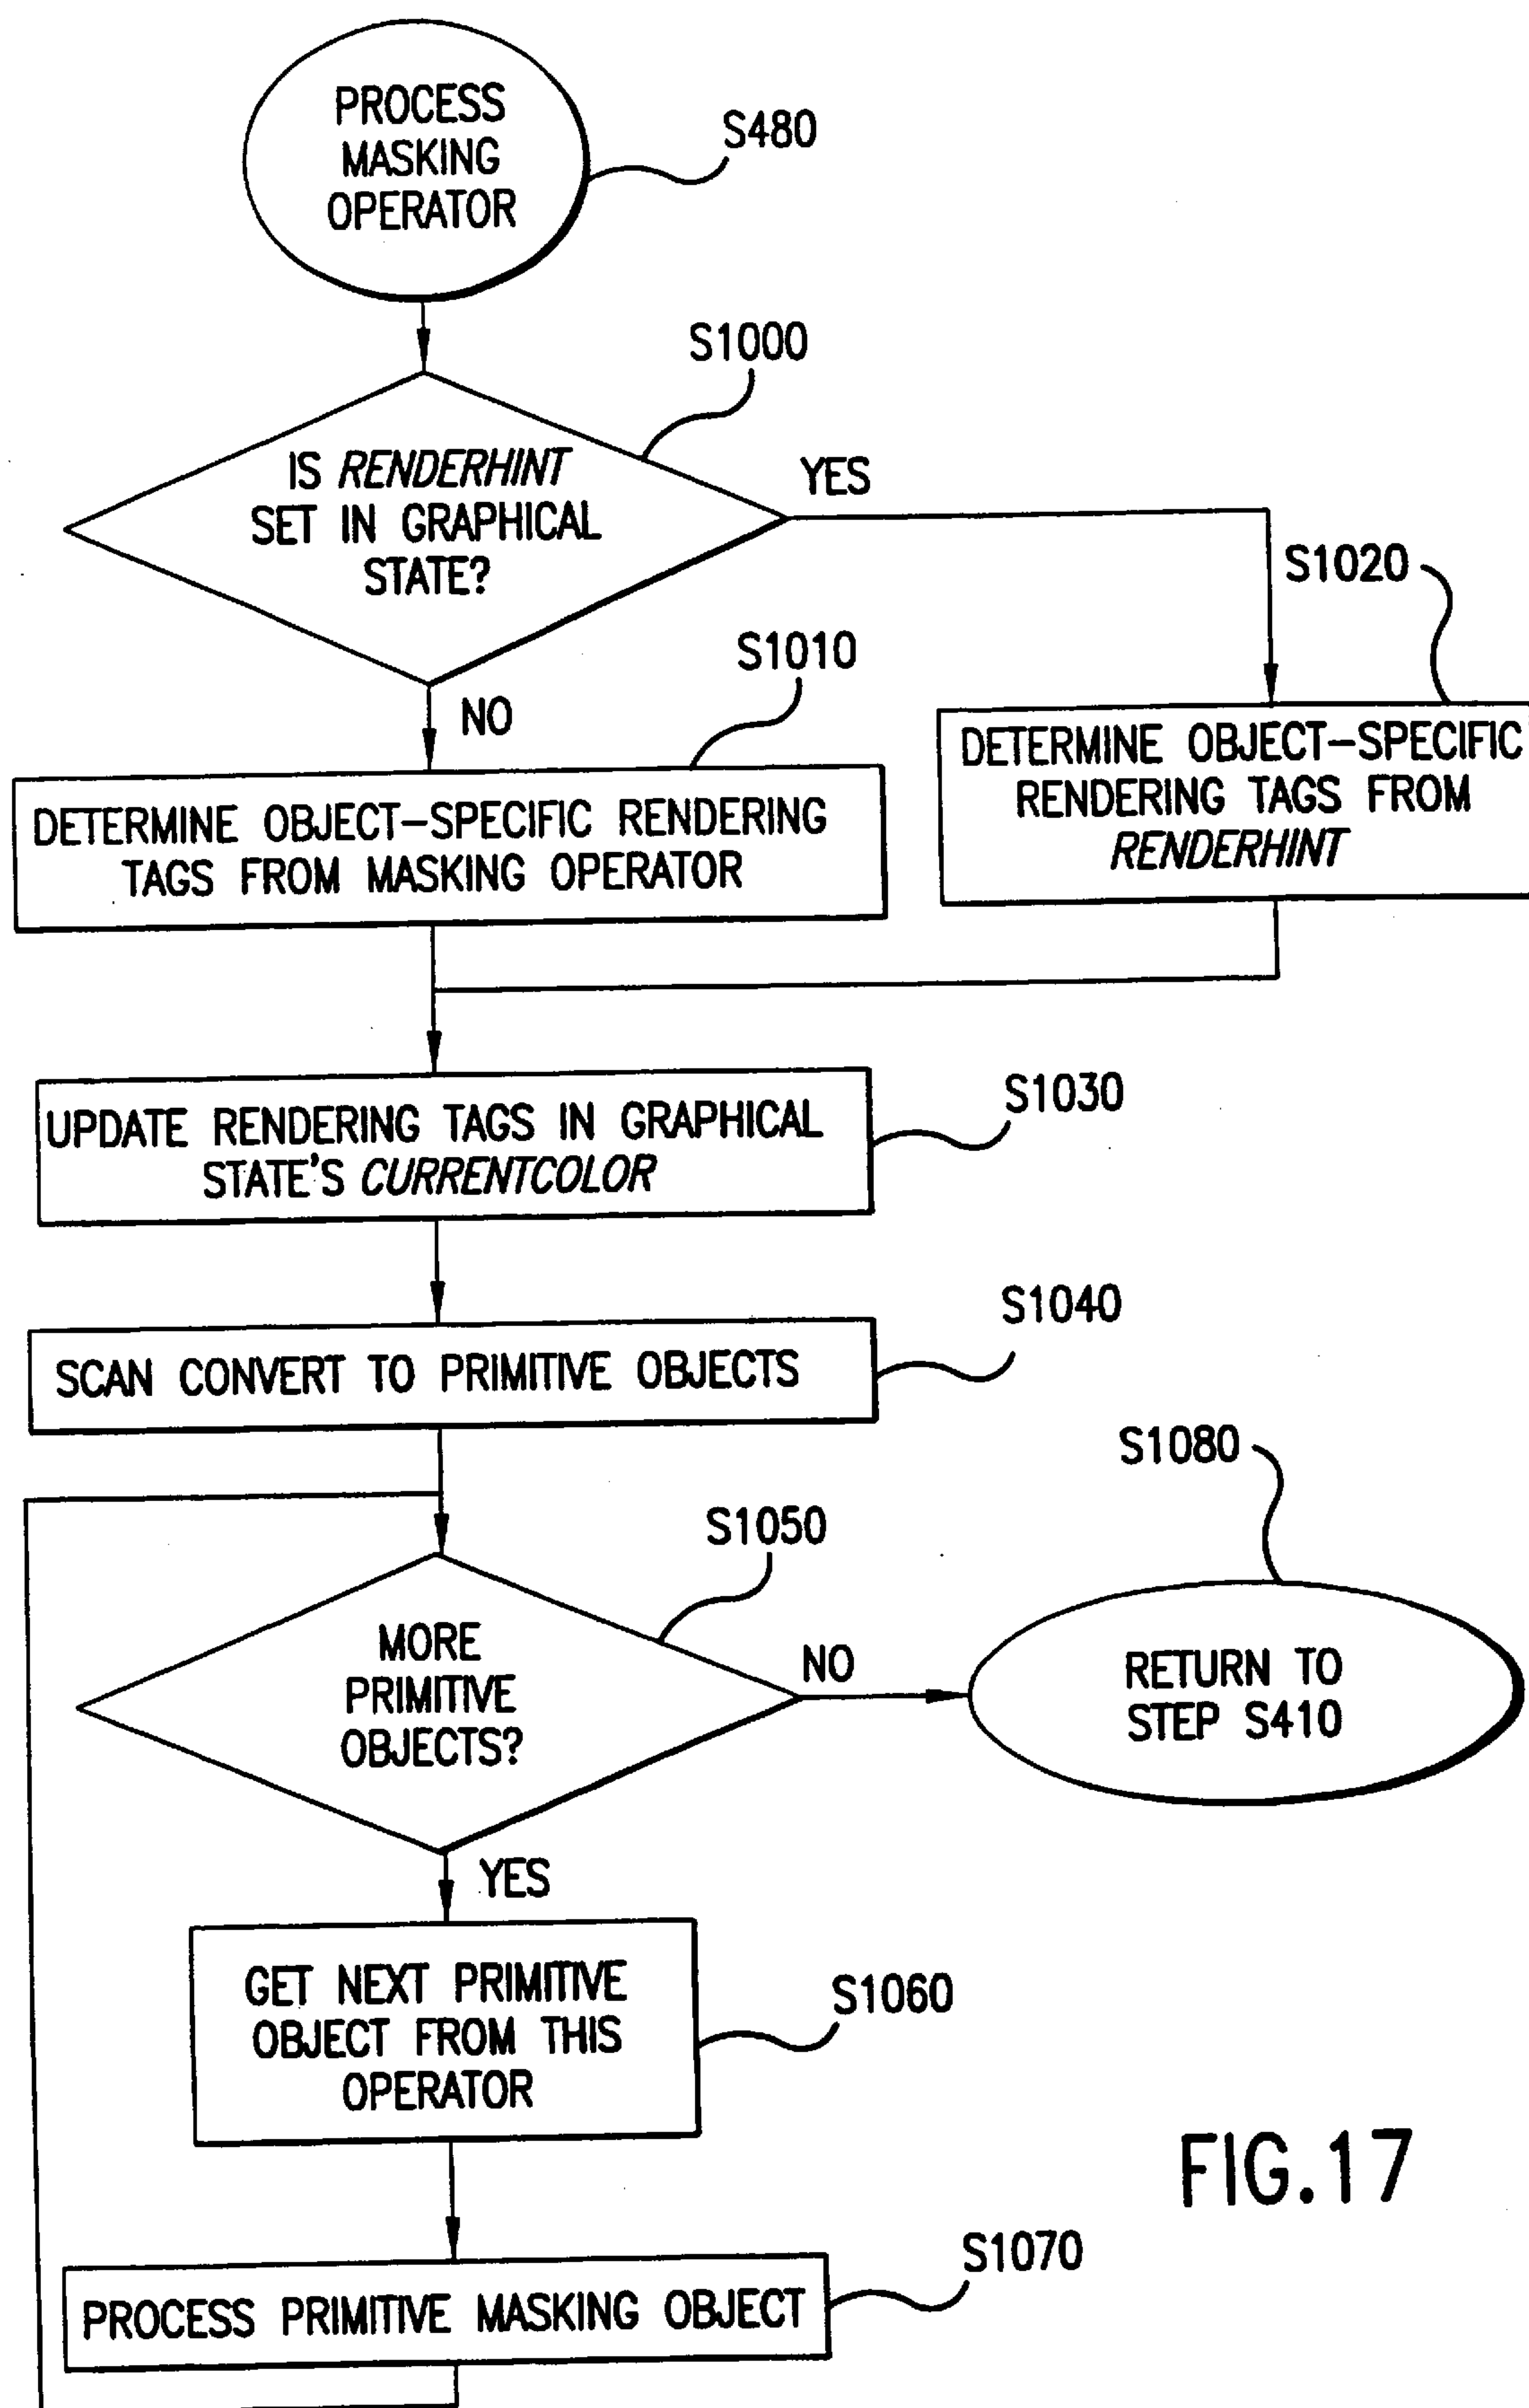 PROCESS
MASKING
OPERATOR
S480
S1000
IS RENDERHINT
SET IN GRAPHICAL
STATE?
YES
S1020
NO
S1010
DETERMINE OBJECT-SPECIFIC RENDERING
TAGS FROM MASKING OPERATOR
DETERMINE OBJECT-SPECIFIC
RENDERING TAGS FROM
RENDERHINT
UPDATE RENDERING TAGS IN GRAPHICAL
STATE'S CURRENTCOLOR
S1030
SCAN CONVERT TO PRIMITIVE OBJECTS
S1040
S1050
MORE
PRIMITIVE
OBJECTS?
NO
S1080
RETURN TO
STEP S410
YES
GET NEXT PRIMITIVE
OBJECT FROM THIS
OPERATOR
S1060
PROCESS PRIMITIVE MASKING OBJECT
S1070
FIG.17